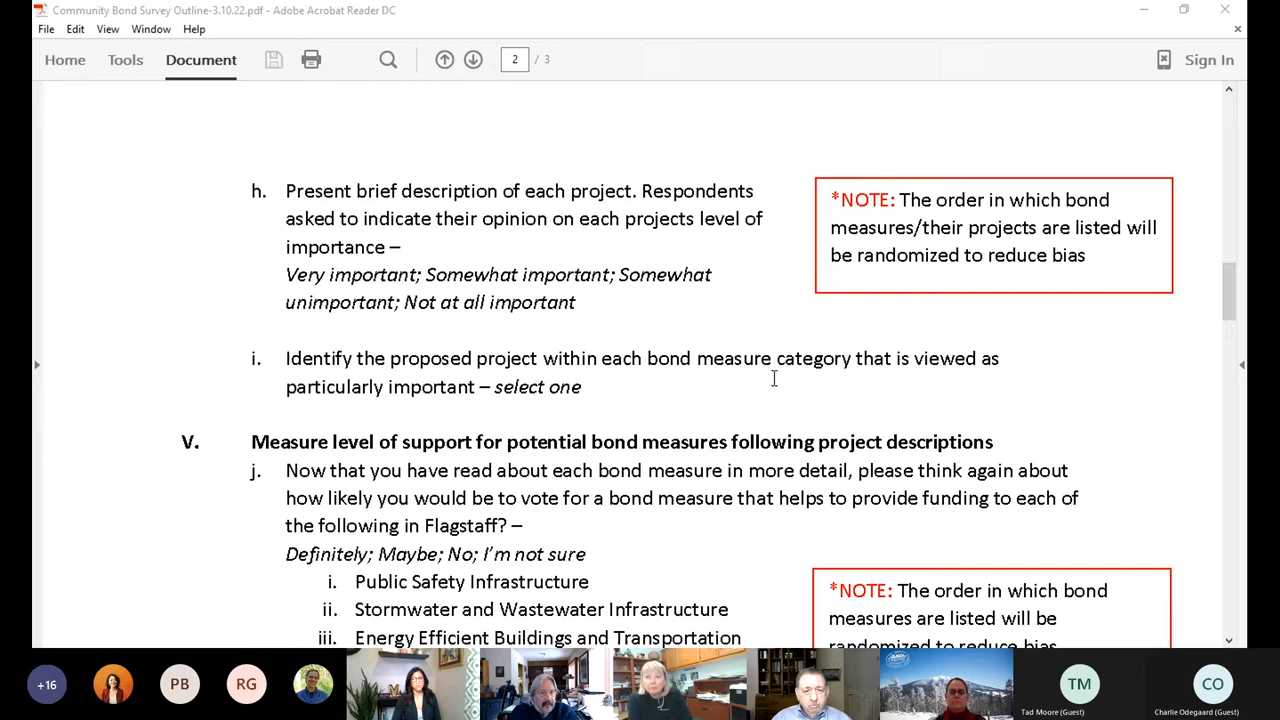 Community Bond Survey Outline-3.10.22.pdf - Adobe Acrobat Reader DC
File Edit View Window Help
Home Tools Document 2 / 3 Sign In
h. Present brief description of each project. Respondents
asked to indicate their opinion on each projects level of
importance –
Very important; Somewhat important; Somewhat
unimportant; Not at all important
*NOTE: The order in which bond
measures/their projects are listed will
be randomized to reduce bias
i. Identify the proposed project within each bond measure category that is viewed as
particularly important – select one
V. Measure level of support for potential bond measures following project descriptions
j. Now that you have read about each bond measure in more detail, please think again about
how likely you would be to vote for a bond measure that helps to provide funding to each of
the following in Flagstaff? –
Definitely; Maybe; No; I'm not sure
i. Public Safety Infrastructure
ii. Stormwater and Wastewater Infrastructure
iii. Energy Efficient Buildings and Transportation
*NOTE: The order in which bond
measures are listed will be
randomized to reduce bias
+16 PB RG TM CO
Tad Moore (Guest) Charlie Odegaard (Guest)